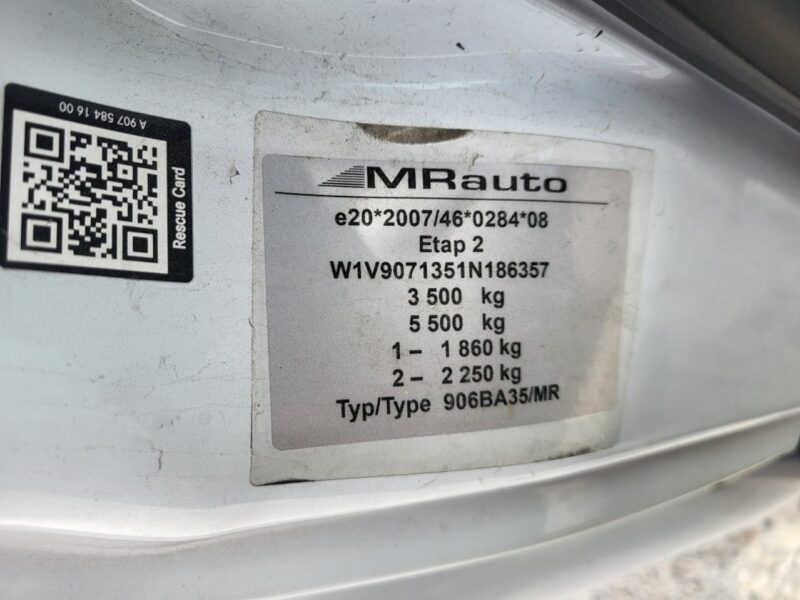 A 907 584 16 00
Rescue Card
MRauto
e20*2007/46*0284*08
Etap 2
W1V9071351N186357
3 500 kg
5 500 kg
1 – 1 860 kg
2 – 2 250 kg
Typ/Type 906BA35/MR